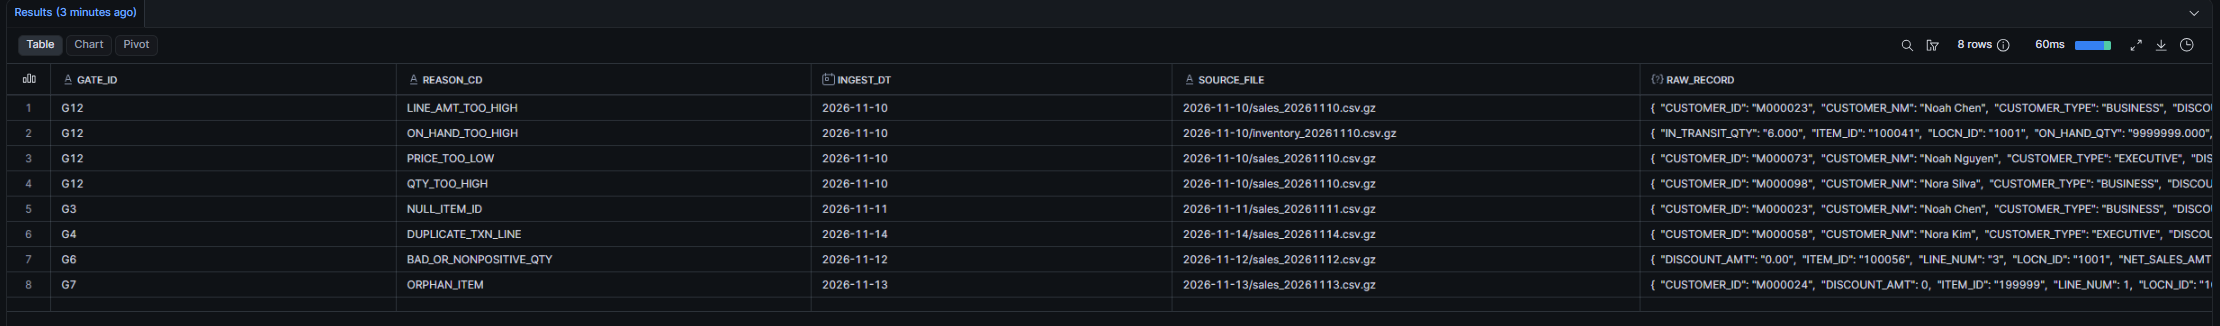 Results (3 minutes ago)
Table Chart Pivot 8 rows 60ms
GATE_ID REASON_CD INGEST_DT SOURCE_FILE RAW_RECORD
1 G12 LINE_AMT_TOO_HIGH 2026-11-10 2026-11-10/sales_20261110.csv.gz { "CUSTOMER_ID": "M000023", "CUSTOMER_NM": "Noah Chen", "CUSTOMER_TYPE": "BUSINESS", "DISCO
2 G12 ON_HAND_TOO_HIGH 2026-11-10 2026-11-10/inventory_20261110.csv.gz { "IN_TRANSIT_QTY": "6.000", "ITEM_ID": "100041", "LOCN_ID": "1001", "ON_HAND_QTY": "9999999.000",
3 G12 PRICE_TOO_LOW 2026-11-10 2026-11-10/sales_20261110.csv.gz { "CUSTOMER_ID": "M000073", "CUSTOMER_NM": "Noah Nguyen", "CUSTOMER_TYPE": "EXECUTIVE", "DIS
4 G12 QTY_TOO_HIGH 2026-11-10 2026-11-10/sales_20261110.csv.gz { "CUSTOMER_ID": "M000098", "CUSTOMER_NM": "Nora Silva", "CUSTOMER_TYPE": "BUSINESS", "DISCOU
5 G3 NULL_ITEM_ID 2026-11-11 2026-11-11/sales_20261111.csv.gz { "CUSTOMER_ID": "M000023", "CUSTOMER_NM": "Noah Chen", "CUSTOMER_TYPE": "BUSINESS", "DISCO
6 G4 DUPLICATE_TXN_LINE 2026-11-14 2026-11-14/sales_20261114.csv.gz { "CUSTOMER_ID": "M000058", "CUSTOMER_NM": "Nora Kim", "CUSTOMER_TYPE": "EXECUTIVE", "DISCOU
7 G6 BAD_OR_NONPOSITIVE_QTY 2026-11-12 2026-11-12/sales_20261112.csv.gz { "DISCOUNT_AMT": "0.00", "ITEM_ID": "100056", "LINE_NUM": "3", "LOCN_ID": "1001", "NET_SALES_AMT
8 G7 ORPHAN_ITEM 2026-11-13 2026-11-13/sales_20261113.csv.gz { "CUSTOMER_ID": "M000024", "DISCOUNT_AMT": 0, "ITEM_ID": "199999", "LINE_NUM": 1, "LOCN_ID": "1